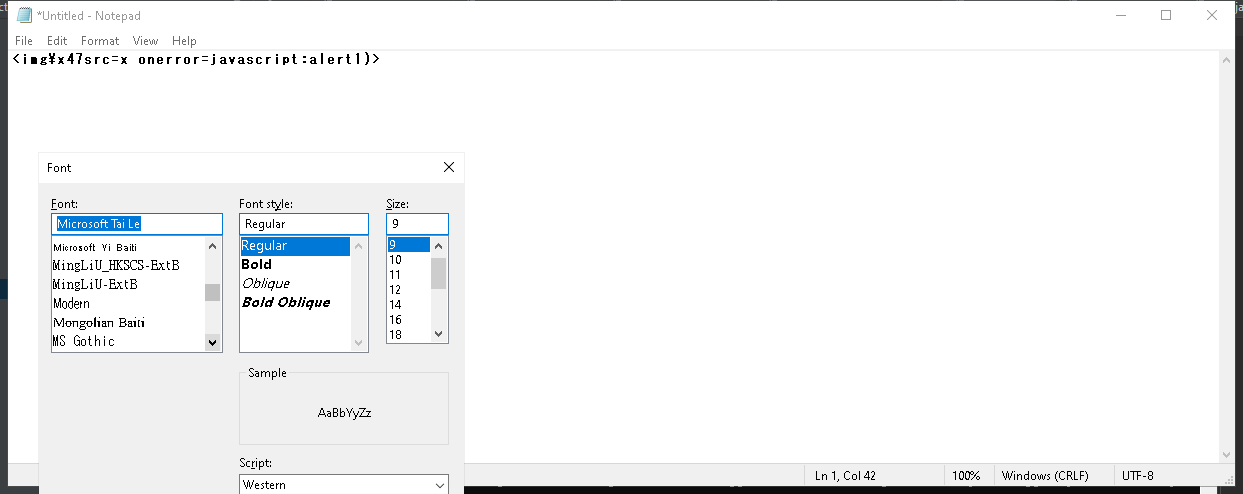 *Untitled - Notepad
File Edit Format View Help
<img¥x47src=x onerror=javascript:alert1)>
Font
Font: Font style: Size:
Microsoft Tai Le Regular 9
Microsoft Yi Baiti Regular 9
MingLiU_HKSCS-ExtB Bold 10
MingLiU-ExtB Oblique 11
Modern Bold Oblique 12
Mongolian Baiti 14
MS Gothic 16
18
Sample
AaBbYyZz
Script:
Western
Ln 1, Col 42 100% Windows (CRLF) UTF-8